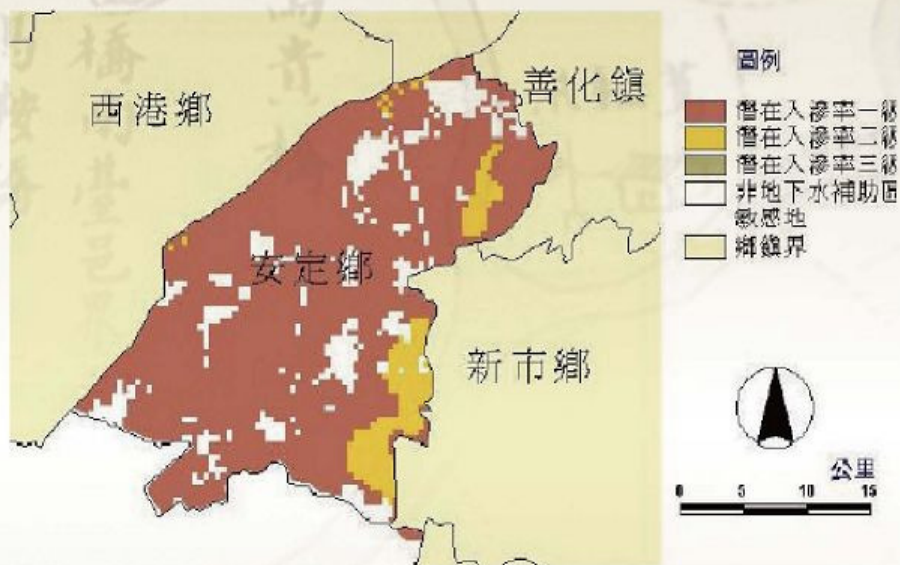 西港鄉
善化鎮
安定鄉
新市鄉
圖例
潛在入滲率一級
潛在入滲率二級
潛在入滲率三級
非地下水補助區
敏感地
鄉鎮界
公里
0 5 10 15